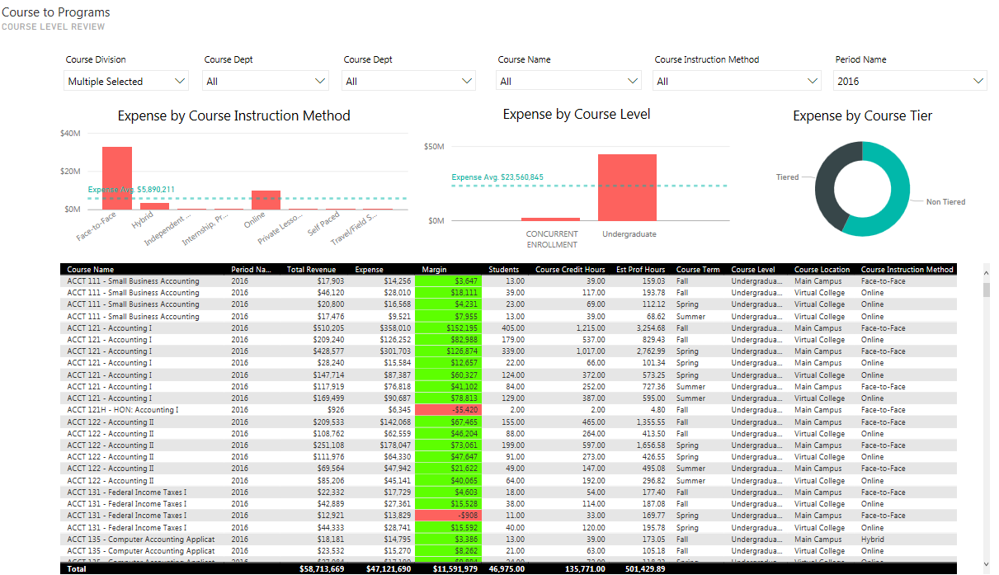 Course to Programs
COURSE LEVEL REVIEW
Course Division Course Dept Course Dept Course Name Course Instruction Method Period Name
Multiple Selected All All All All 2016
Expense by Course Instruction Method
$40M
$20M
$0M
Expense Avg. $5,890,211
Face-to-Face Hybrid Independent ... Internship, Pr... Online Private Lesso... Self Paced Travel/Field S...
Expense by Course Level
$50M
$0M
Expense Avg. $23,560,845
CONCURRENT ENROLLMENT Undergraduate
Expense by Course Tier
Tiered
Non Tiered
Course Name Period Na... Total Revenue Expense Margin Students Course Credit Hours Est Prof Hours Course Term Course Level Course Location Course Instruction Method
ACCT 111 - Small Business Accounting 2016 $17,903 $14,256 $3,647 13.00 39.00 159.03 Fall Undergradua... Main Campus Face-to-Face
ACCT 111 - Small Business Accounting 2016 $46,120 $28,010 $18,111 39.00 117.00 193.78 Fall Undergradua... Virtual College Online
ACCT 111 - Small Business Accounting 2016 $20,800 $16,568 $4,231 23.00 69.00 112.12 Spring Undergradua... Virtual College Online
ACCT 111 - Small Business Accounting 2016 $17,476 $9,521 $7,955 13.00 39.00 68.62 Summer Undergradua... Virtual College Online
ACCT 121 - Accounting I 2016 $510,205 $358,010 $152,195 405.00 1,215.00 3,254.68 Fall Undergradua... Main Campus Face-to-Face
ACCT 121 - Accounting I 2016 $209,240 $126,252 $82,988 179.00 537.00 829.43 Fall Undergradua... Virtual College Online
ACCT 121 - Accounting I 2016 $428,577 $301,703 $126,874 339.00 1,017.00 2,762.99 Spring Undergradua... Main Campus Face-to-Face
ACCT 121 - Accounting I 2016 $28,240 $15,584 $12,657 22.00 66.00 101.34 Spring Undergradua... Main Campus Online
ACCT 121 - Accounting I 2016 $147,714 $87,387 $60,327 124.00 372.00 573.25 Spring Undergradua... Virtual College Online
ACCT 121 - Accounting I 2016 $117,919 $76,818 $41,102 84.00 252.00 727.36 Summer Undergradua... Main Campus Face-to-Face
ACCT 121 - Accounting I 2016 $169,499 $90,687 $78,813 129.00 387.00 595.00 Summer Undergradua... Virtual College Online
ACCT 121H - HON: Accounting I 2016 $926 $6,345 -$5,420 2.00 2.00 4.80 Fall Undergradua... Main Campus Face-to-Face
ACCT 122 - Accounting II 2016 $209,533 $142,068 $67,465 155.00 465.00 1,355.55 Fall Undergradua... Main Campus Face-to-Face
ACCT 122 - Accounting II 2016 $108,762 $62,559 $46,204 88.00 264.00 413.50 Fall Undergradua... Virtual College Online
ACCT 122 - Accounting II 2016 $251,108 $178,047 $73,061 199.00 597.00 1,656.58 Spring Undergradua... Main Campus Face-to-Face
ACCT 122 - Accounting II 2016 $111,976 $64,330 $47,647 91.00 273.00 426.55 Spring Undergradua... Virtual College Online
ACCT 122 - Accounting II 2016 $69,564 $47,942 $21,622 49.00 147.00 495.08 Summer Undergradua... Main Campus Face-to-Face
ACCT 122 - Accounting II 2016 $85,206 $45,141 $40,065 64.00 192.00 296.82 Summer Undergradua... Virtual College Online
ACCT 131 - Federal Income Taxes I 2016 $22,332 $17,729 $4,603 18.00 54.00 177.40 Fall Undergradua... Main Campus Face-to-Face
ACCT 131 - Federal Income Taxes I 2016 $42,889 $27,361 $15,528 38.00 114.00 187.08 Fall Undergradua... Virtual College Online
ACCT 131 - Federal Income Taxes I 2016 $12,921 $13,829 -$908 11.00 33.00 169.77 Spring Undergradua... Main Campus Face-to-Face
ACCT 131 - Federal Income Taxes I 2016 $44,333 $28,741 $15,592 40.00 120.00 195.78 Spring Undergradua... Virtual College Online
ACCT 135 - Computer Accounting Applicat 2016 $18,181 $14,795 $3,386 13.00 39.00 173.05 Fall Undergradua... Main Campus Hybrid
ACCT 135 - Computer Accounting Applicat 2016 $23,532 $15,270 $8,262 21.00 63.00 105.18 Fall Undergradua... Virtual College Online
Total $58,713,669 $47,121,690 $11,591,979 46,975.00 135,771.00 501,429.89